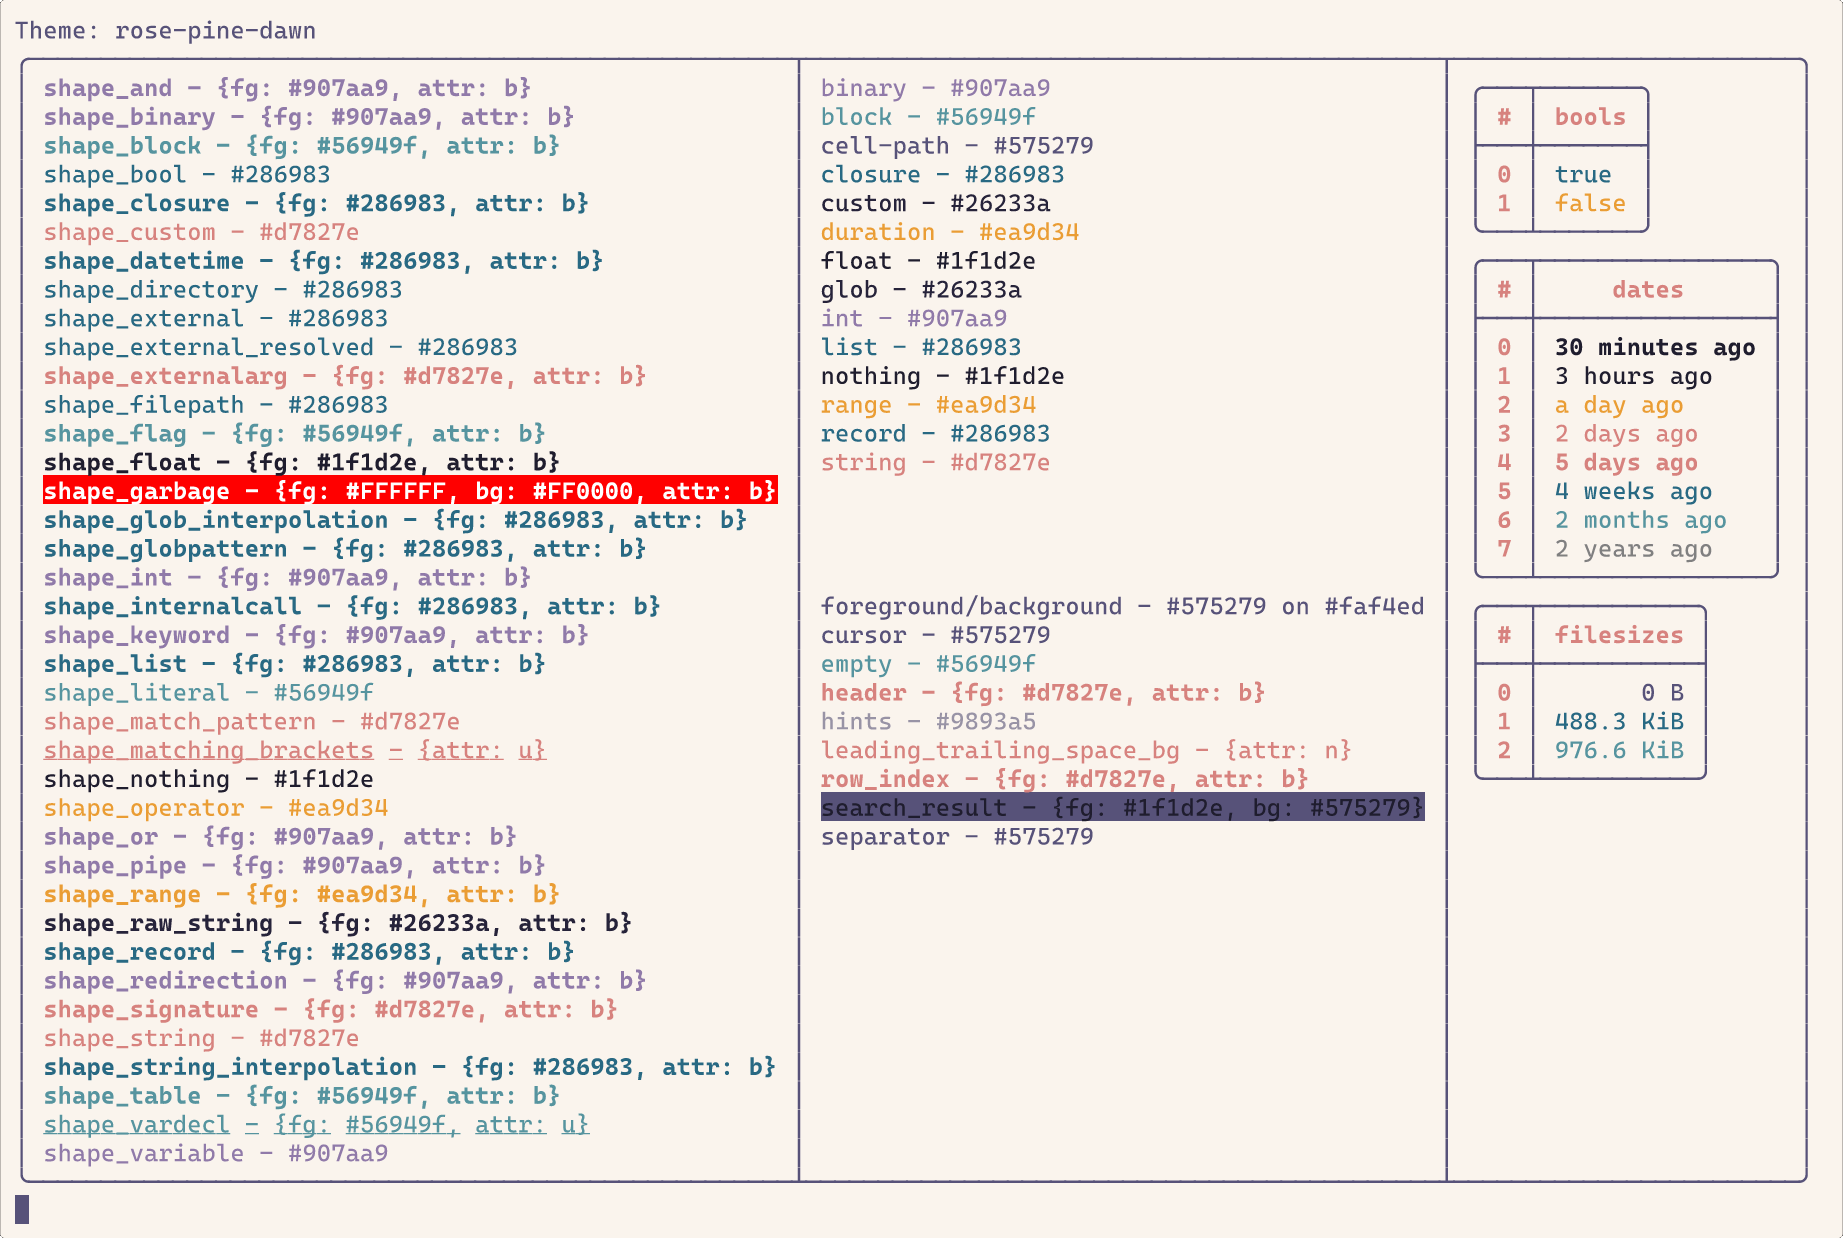 Theme: rose-pine-dawn
shape_and - {fg: #907aa9, attr: b}
shape_binary - {fg: #907aa9, attr: b}
shape_block - {fg: #56949f, attr: b}
shape_bool - #286983
shape_closure - {fg: #286983, attr: b}
shape_custom - #d7827e
shape_datetime - {fg: #286983, attr: b}
shape_directory - #286983
shape_external - #286983
shape_external_resolved - #286983
shape_externalarg - {fg: #d7827e, attr: b}
shape_filepath - #286983
shape_flag - {fg: #56949f, attr: b}
shape_float - {fg: #1f1d2e, attr: b}
shape_garbage - {fg: #FFFFFF, bg: #FF0000, attr: b}
shape_glob_interpolation - {fg: #286983, attr: b}
shape_globpattern - {fg: #286983, attr: b}
shape_int - {fg: #907aa9, attr: b}
shape_internalcall - {fg: #286983, attr: b}
shape_keyword - {fg: #907aa9, attr: b}
shape_list - {fg: #286983, attr: b}
shape_literal - #56949f
shape_match_pattern - #d7827e
shape_matching_brackets - {attr: u}
shape_nothing - #1f1d2e
shape_operator - #ea9d34
shape_or - {fg: #907aa9, attr: b}
shape_pipe - {fg: #907aa9, attr: b}
shape_range - {fg: #ea9d34, attr: b}
shape_raw_string - {fg: #26233a, attr: b}
shape_record - {fg: #286983, attr: b}
shape_redirection - {fg: #907aa9, attr: b}
shape_signature - {fg: #d7827e, attr: b}
shape_string - #d7827e
shape_string_interpolation - {fg: #286983, attr: b}
shape_table - {fg: #56949f, attr: b}
shape_vardecl - {fg: #56949f, attr: u}
shape_variable - #907aa9
binary - #907aa9
block - #56949f
cell-path - #575279
closure - #286983
custom - #26233a
duration - #ea9d34
float - #1f1d2e
glob - #26233a
int - #907aa9
list - #286983
nothing - #1f1d2e
range - #ea9d34
record - #286983
string - #d7827e
foreground/background - #575279 on #faf4ed
cursor - #575279
empty - #56949f
header - {fg: #d7827e, attr: b}
hints - #9893a5
leading_trailing_space_bg - {attr: n}
row_index - {fg: #d7827e, attr: b}
search_result - {fg: #1f1d2e, bg: #575279}
separator - #575279
# bools
0 true
1 false
# dates
0 30 minutes ago
1 3 hours ago
2 a day ago
3 2 days ago
4 5 days ago
5 4 weeks ago
6 2 months ago
7 2 years ago
# filesizes
0 0 B
1 488.3 KiB
2 976.6 KiB